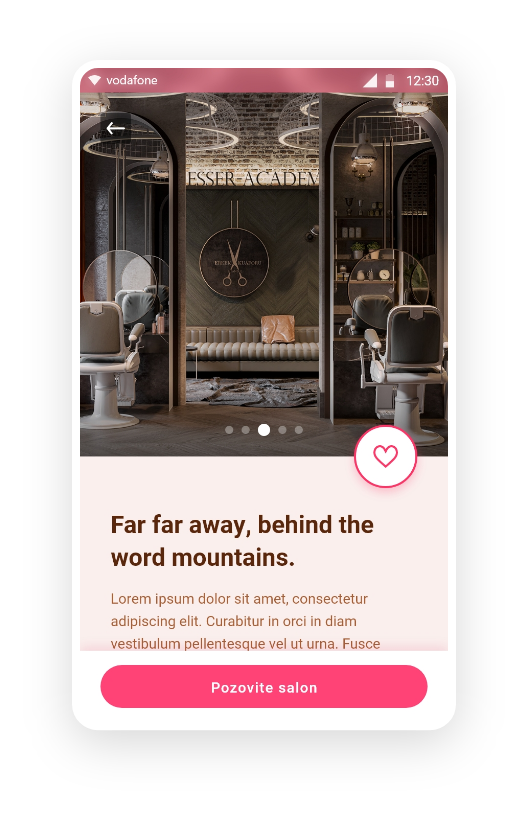 vodafone
12:30
ESSER-ACADEM
Far far away, behind the
word mountains.
Lorem ipsum dolor sit amet, consectetur
adipiscing elit. Curabitur in orci in diam
vestibulum pellentesque vel ut urna. Fusce
Pozovite salon